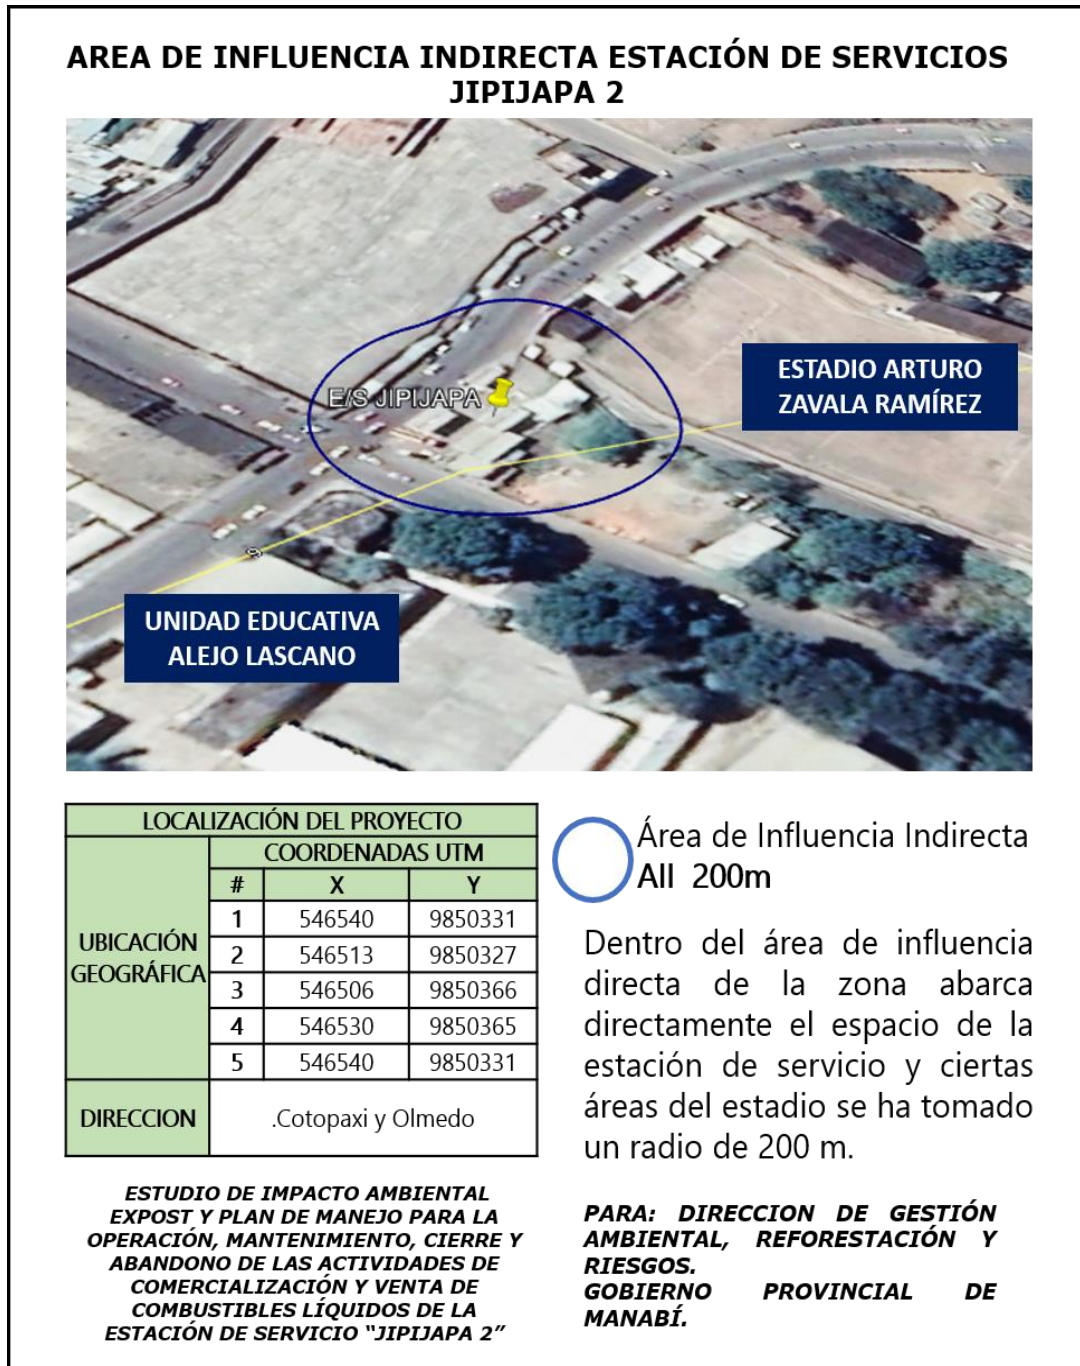 AREA DE INFLUENCIA INDIRECTA ESTACIÓN DE SERVICIOS
JIPIJAPA 2
E/S JIPIJAPA
ESTADIO ARTURO
ZAVALA RAMÍREZ
UNIDAD EDUCATIVA
ALEJO LASCANO
LOCALIZACIÓN DEL PROYECTO
UBICACIÓN
GEOGRÁFICA
COORDENADAS UTM
# X Y
1 546540 9850331
2 546513 9850327
3 546506 9850366
4 546530 9850365
5 546540 9850331
DIRECCION .Cotopaxi y Olmedo
Área de Influencia Indirecta
AII 200m
Dentro del área de influencia
directa de la zona abarca
directamente el espacio de la
estación de servicio y ciertas
áreas del estadio se ha tomado
un radio de 200 m.
ESTUDIO DE IMPACTO AMBIENTAL
EXPOST Y PLAN DE MANEJO PARA LA
OPERACIÓN, MANTENIMIENTO, CIERRE Y
ABANDONO DE LAS ACTIVIDADES DE
COMERCIALIZACIÓN Y VENTA DE
COMBUSTIBLES LÍQUIDOS DE LA
ESTACIÓN DE SERVICIO “JIPIJAPA 2”
PARA: DIRECCION DE GESTIÓN
AMBIENTAL, REFORESTACIÓN Y
RIESGOS.
GOBIERNO PROVINCIAL DE
MANABÍ.